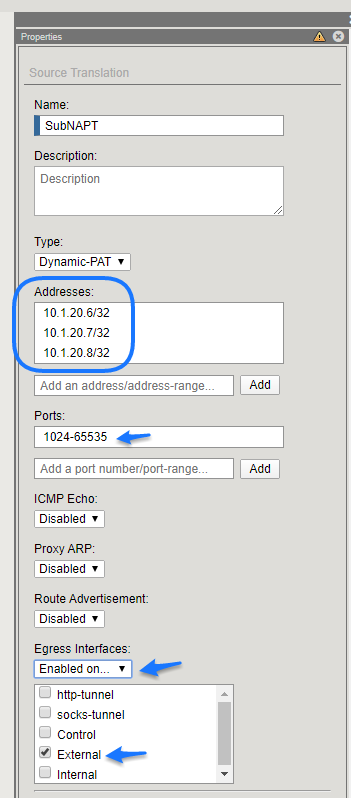 Properties
Source Translation
Name:
SubNAPT
Description:
Description
Type:
Dynamic-PAT
Addresses:
10.1.20.6/32
10.1.20.7/32
10.1.20.8/32
Add an address/address-range... Add
Ports:
1024-65535
Add a port number/port-range... Add
ICMP Echo:
Disabled
Proxy ARP:
Disabled
Route Advertisement:
Disabled
Egress Interfaces:
Enabled on...
http-tunnel
socks-tunnel
Control
External
Internal